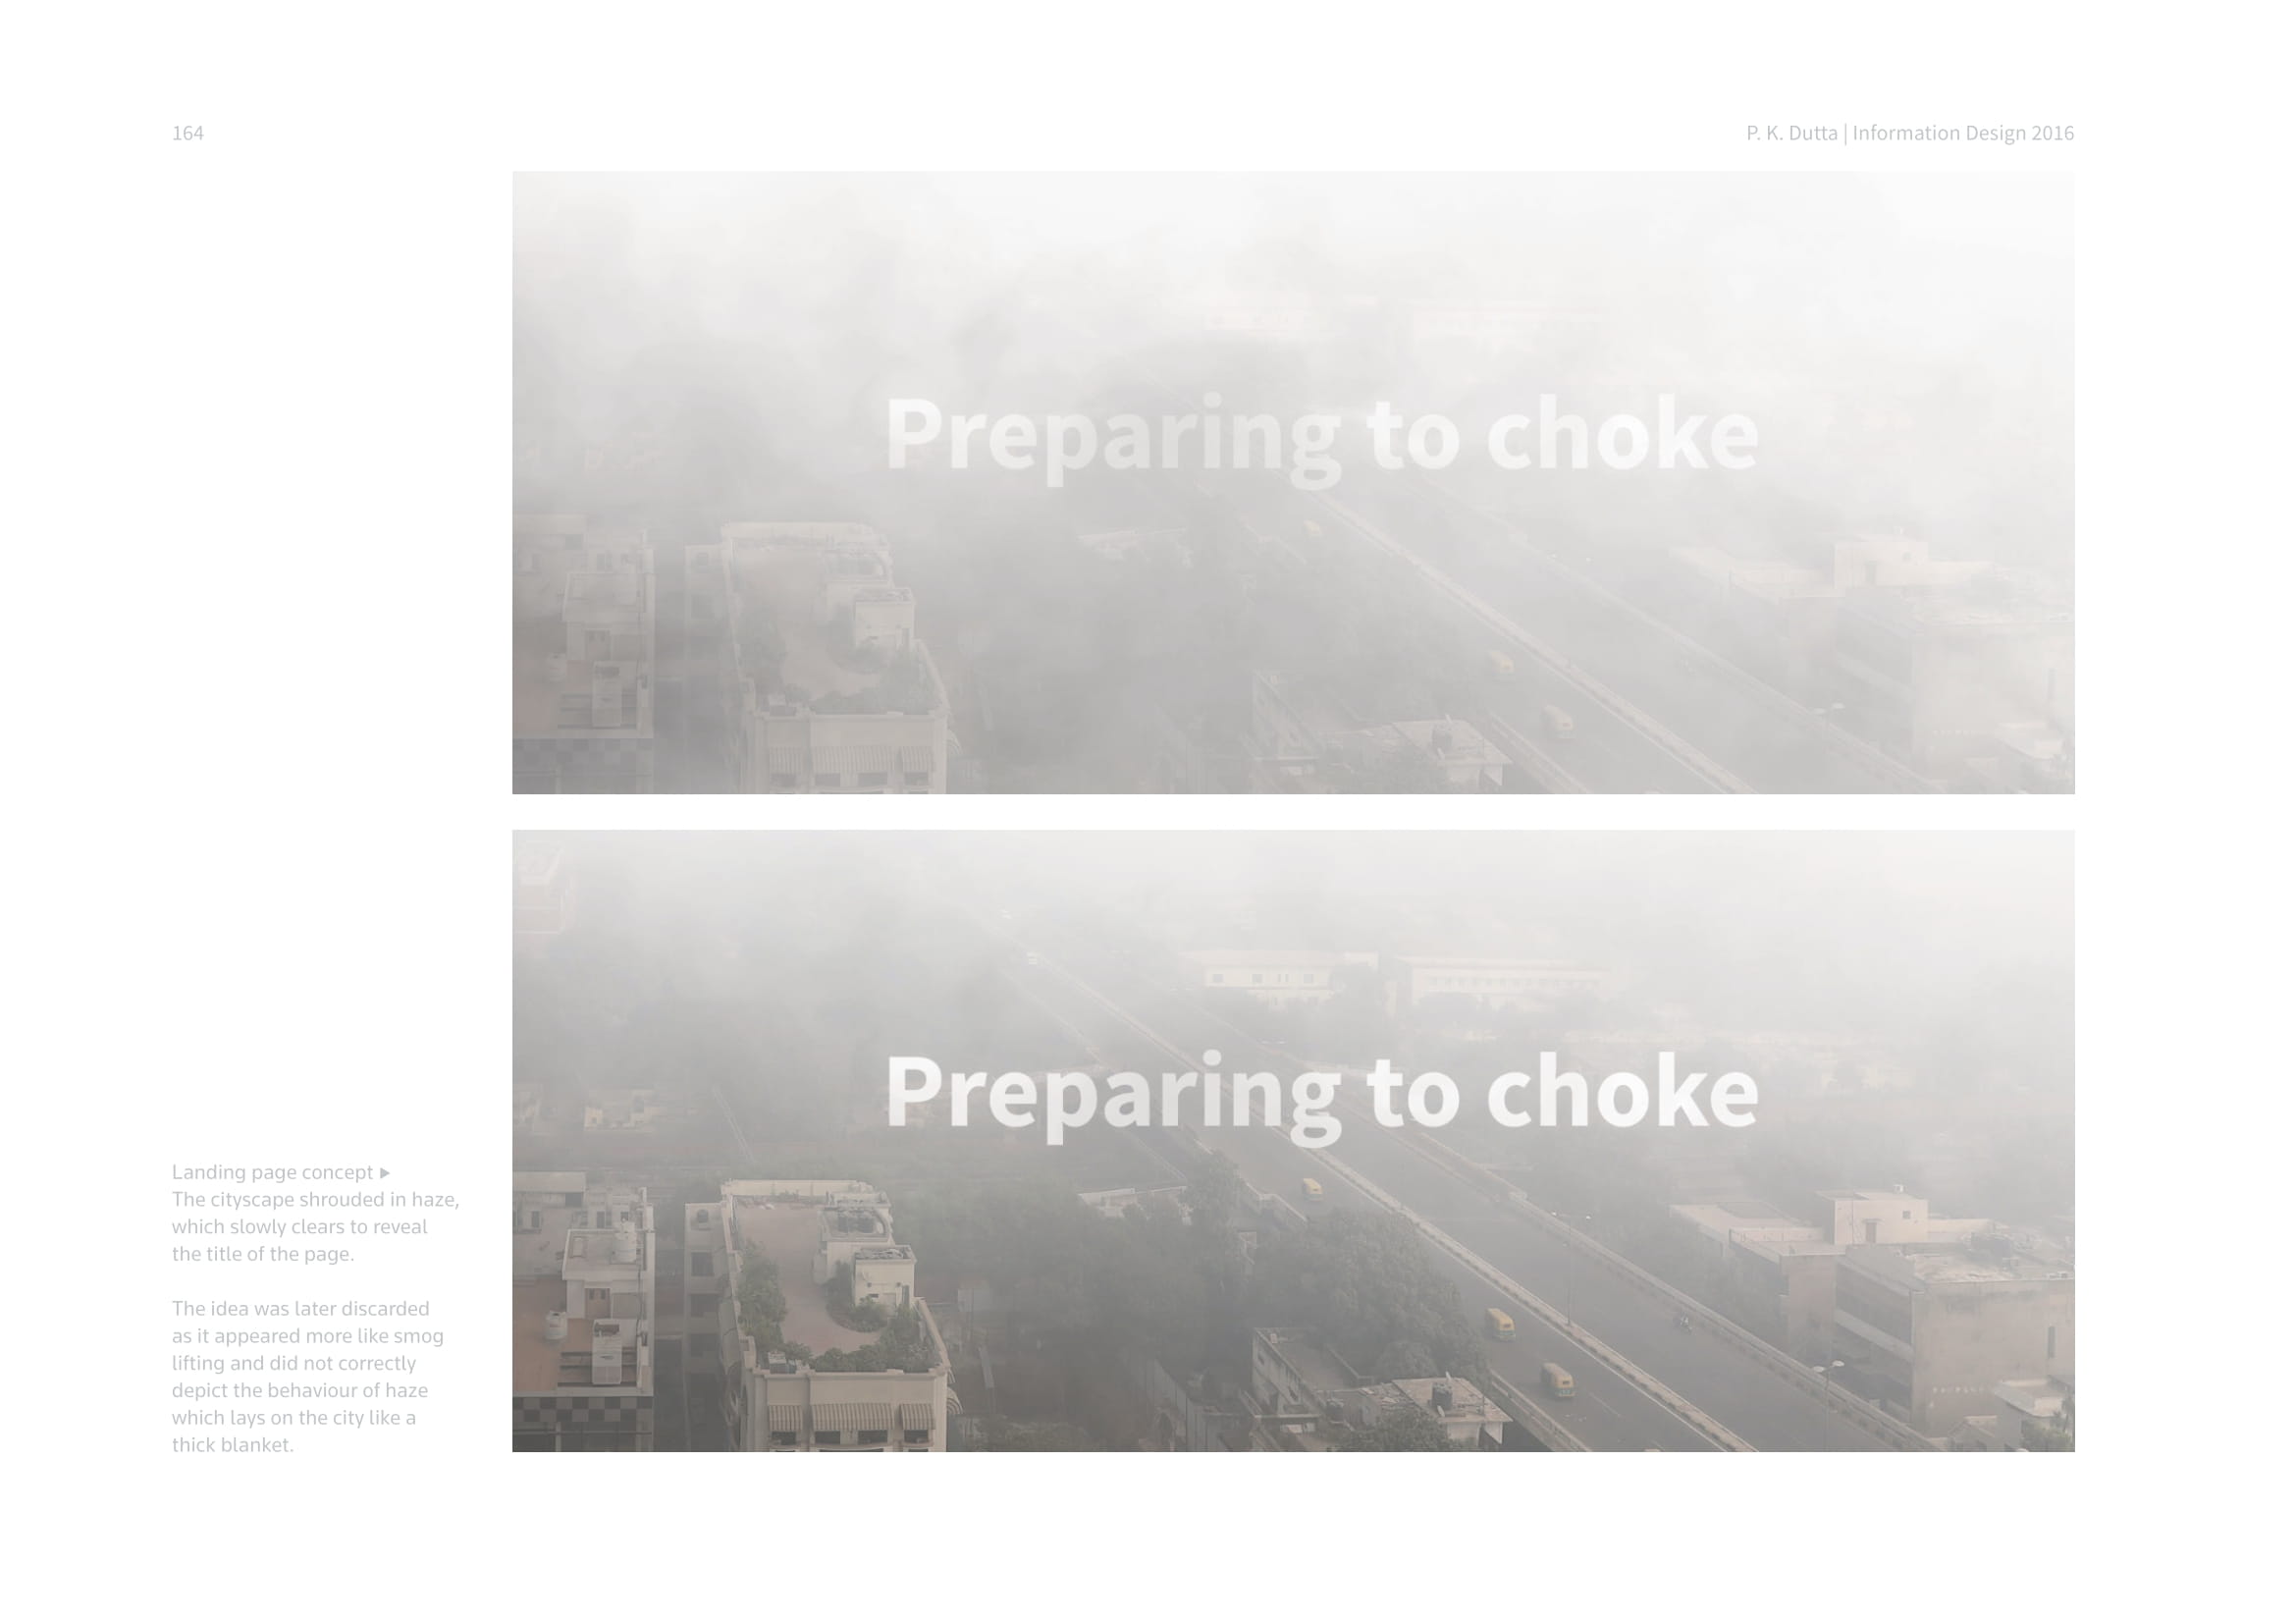 164
P. K. Dutta | Information Design 2016
Preparing to choke
Preparing to choke
Landing page concept ▶
The cityscape shrouded in haze,
which slowly clears to reveal
the title of the page.
The idea was later discarded
as it appeared more like smog
lifting and did not correctly
depict the behaviour of haze
which lays on the city like a
thick blanket.